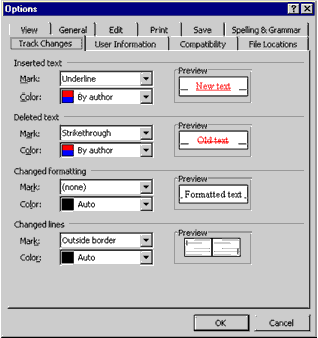 Options
View General Edit Print Save Spelling & Grammar
Track Changes User Information Compatibility File Locations
Inserted text
Mark: Underline
Color: By author
Preview
New text
Deleted text
Mark: Strikethrough
Color: By author
Preview
Old text
Changed formatting
Mark: (none)
Color: Auto
Preview
Formatted text
Changed lines
Mark: Outside border
Color: Auto
Preview
OK Cancel